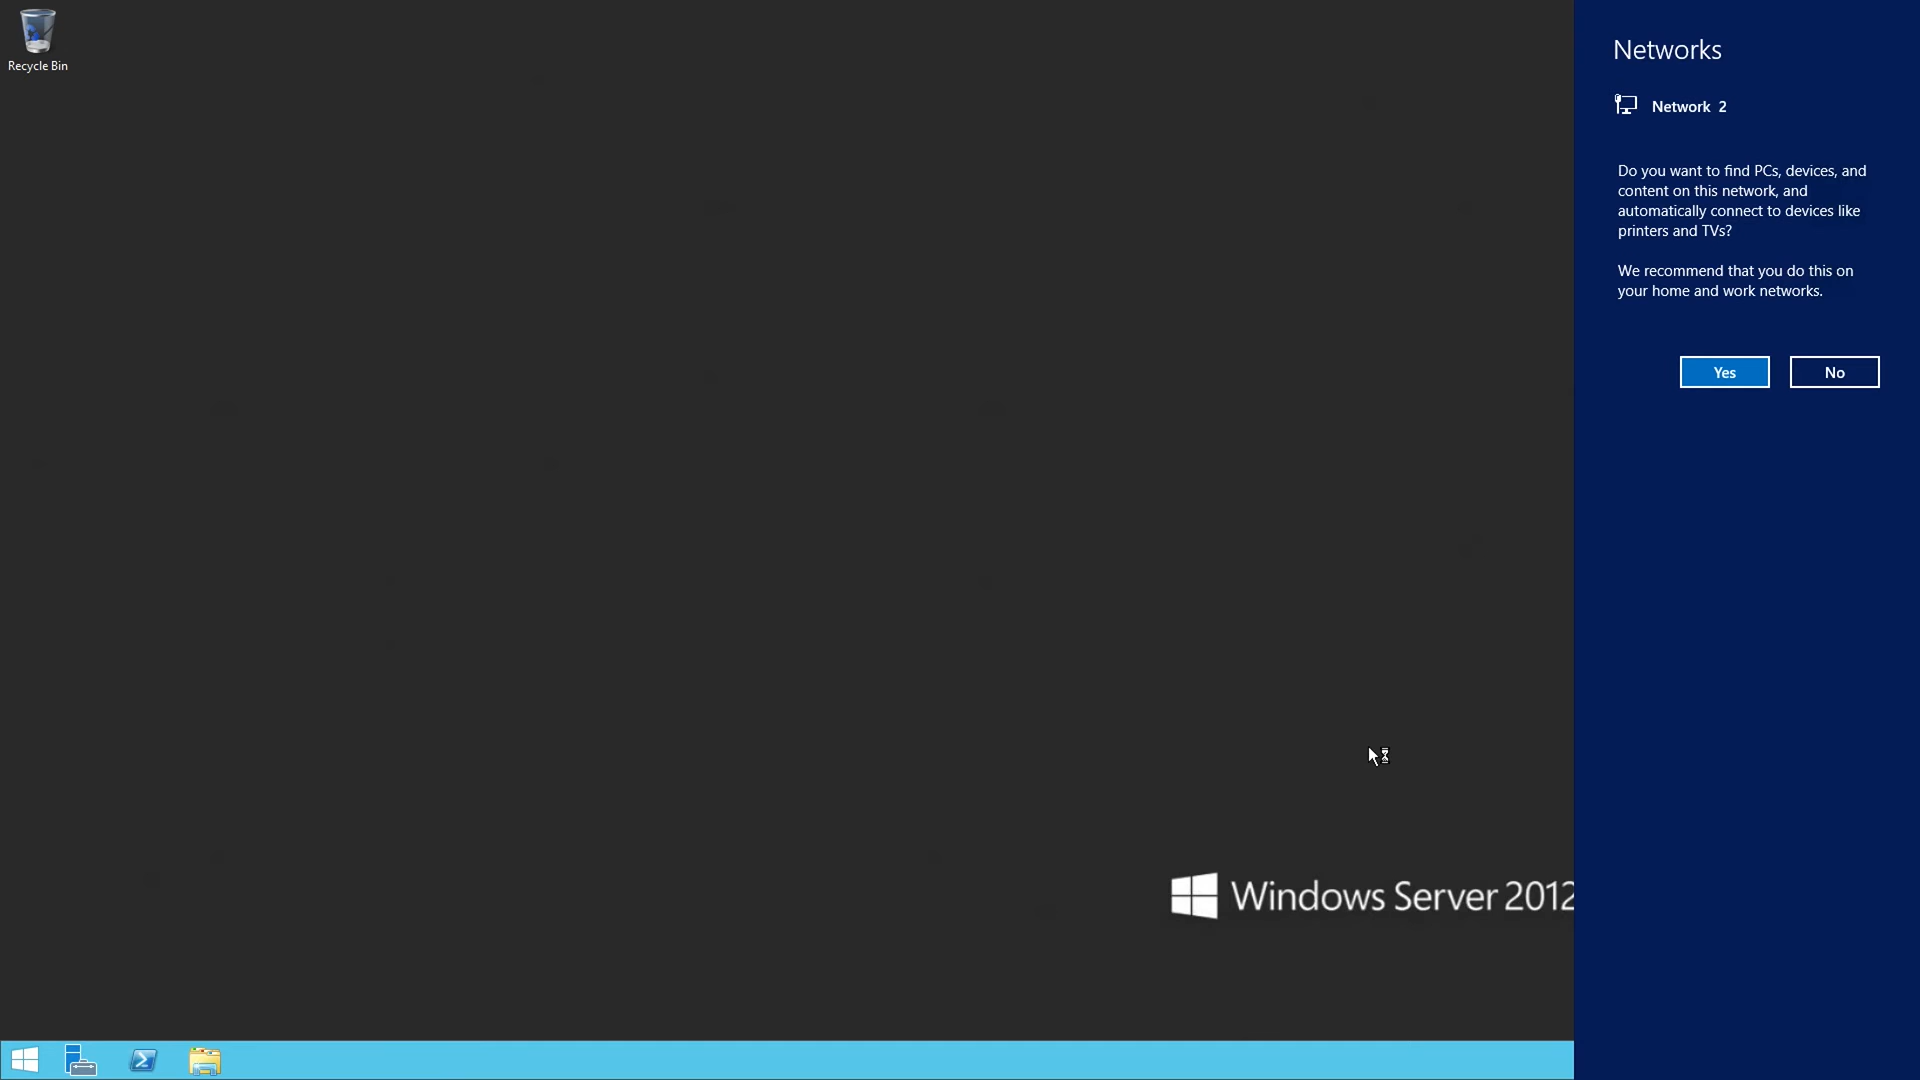 Recycle Bin
Networks
Network 2
Do you want to find PCs, devices, and
content on this network, and
automatically connect to devices like
printers and TVs?
We recommend that you do this on
your home and work networks.
Yes
No
Windows Server 2012